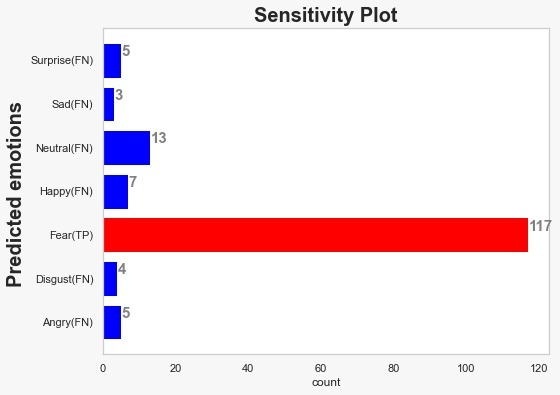 Sensitivity Plot
Predicted emotions
Surprise(FN) 5
Sad(FN) 3
Neutral(FN) 13
Happy(FN) 7
Fear(TP) 117
Disgust(FN) 4
Angry(FN) 5
0 20 40 60 80 100 120
count